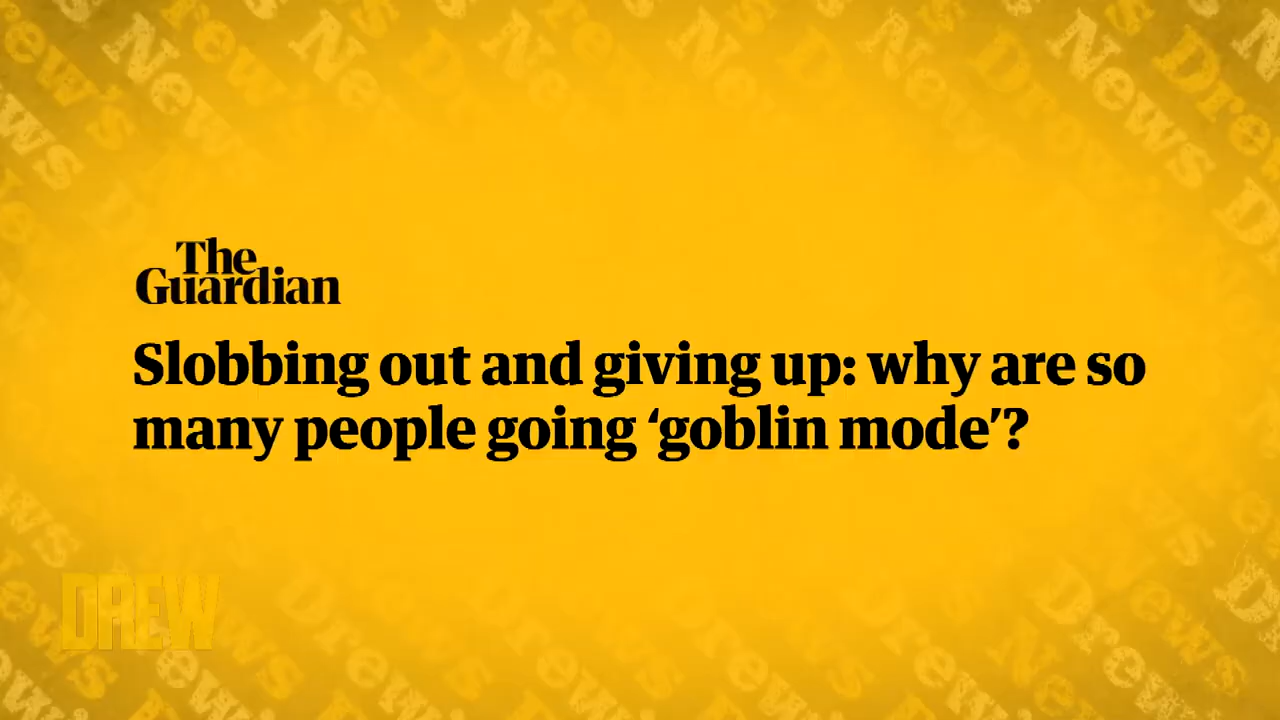 The
Guardian
Slobbing out and giving up: why are so
many people going ‘goblin mode’?
DREW